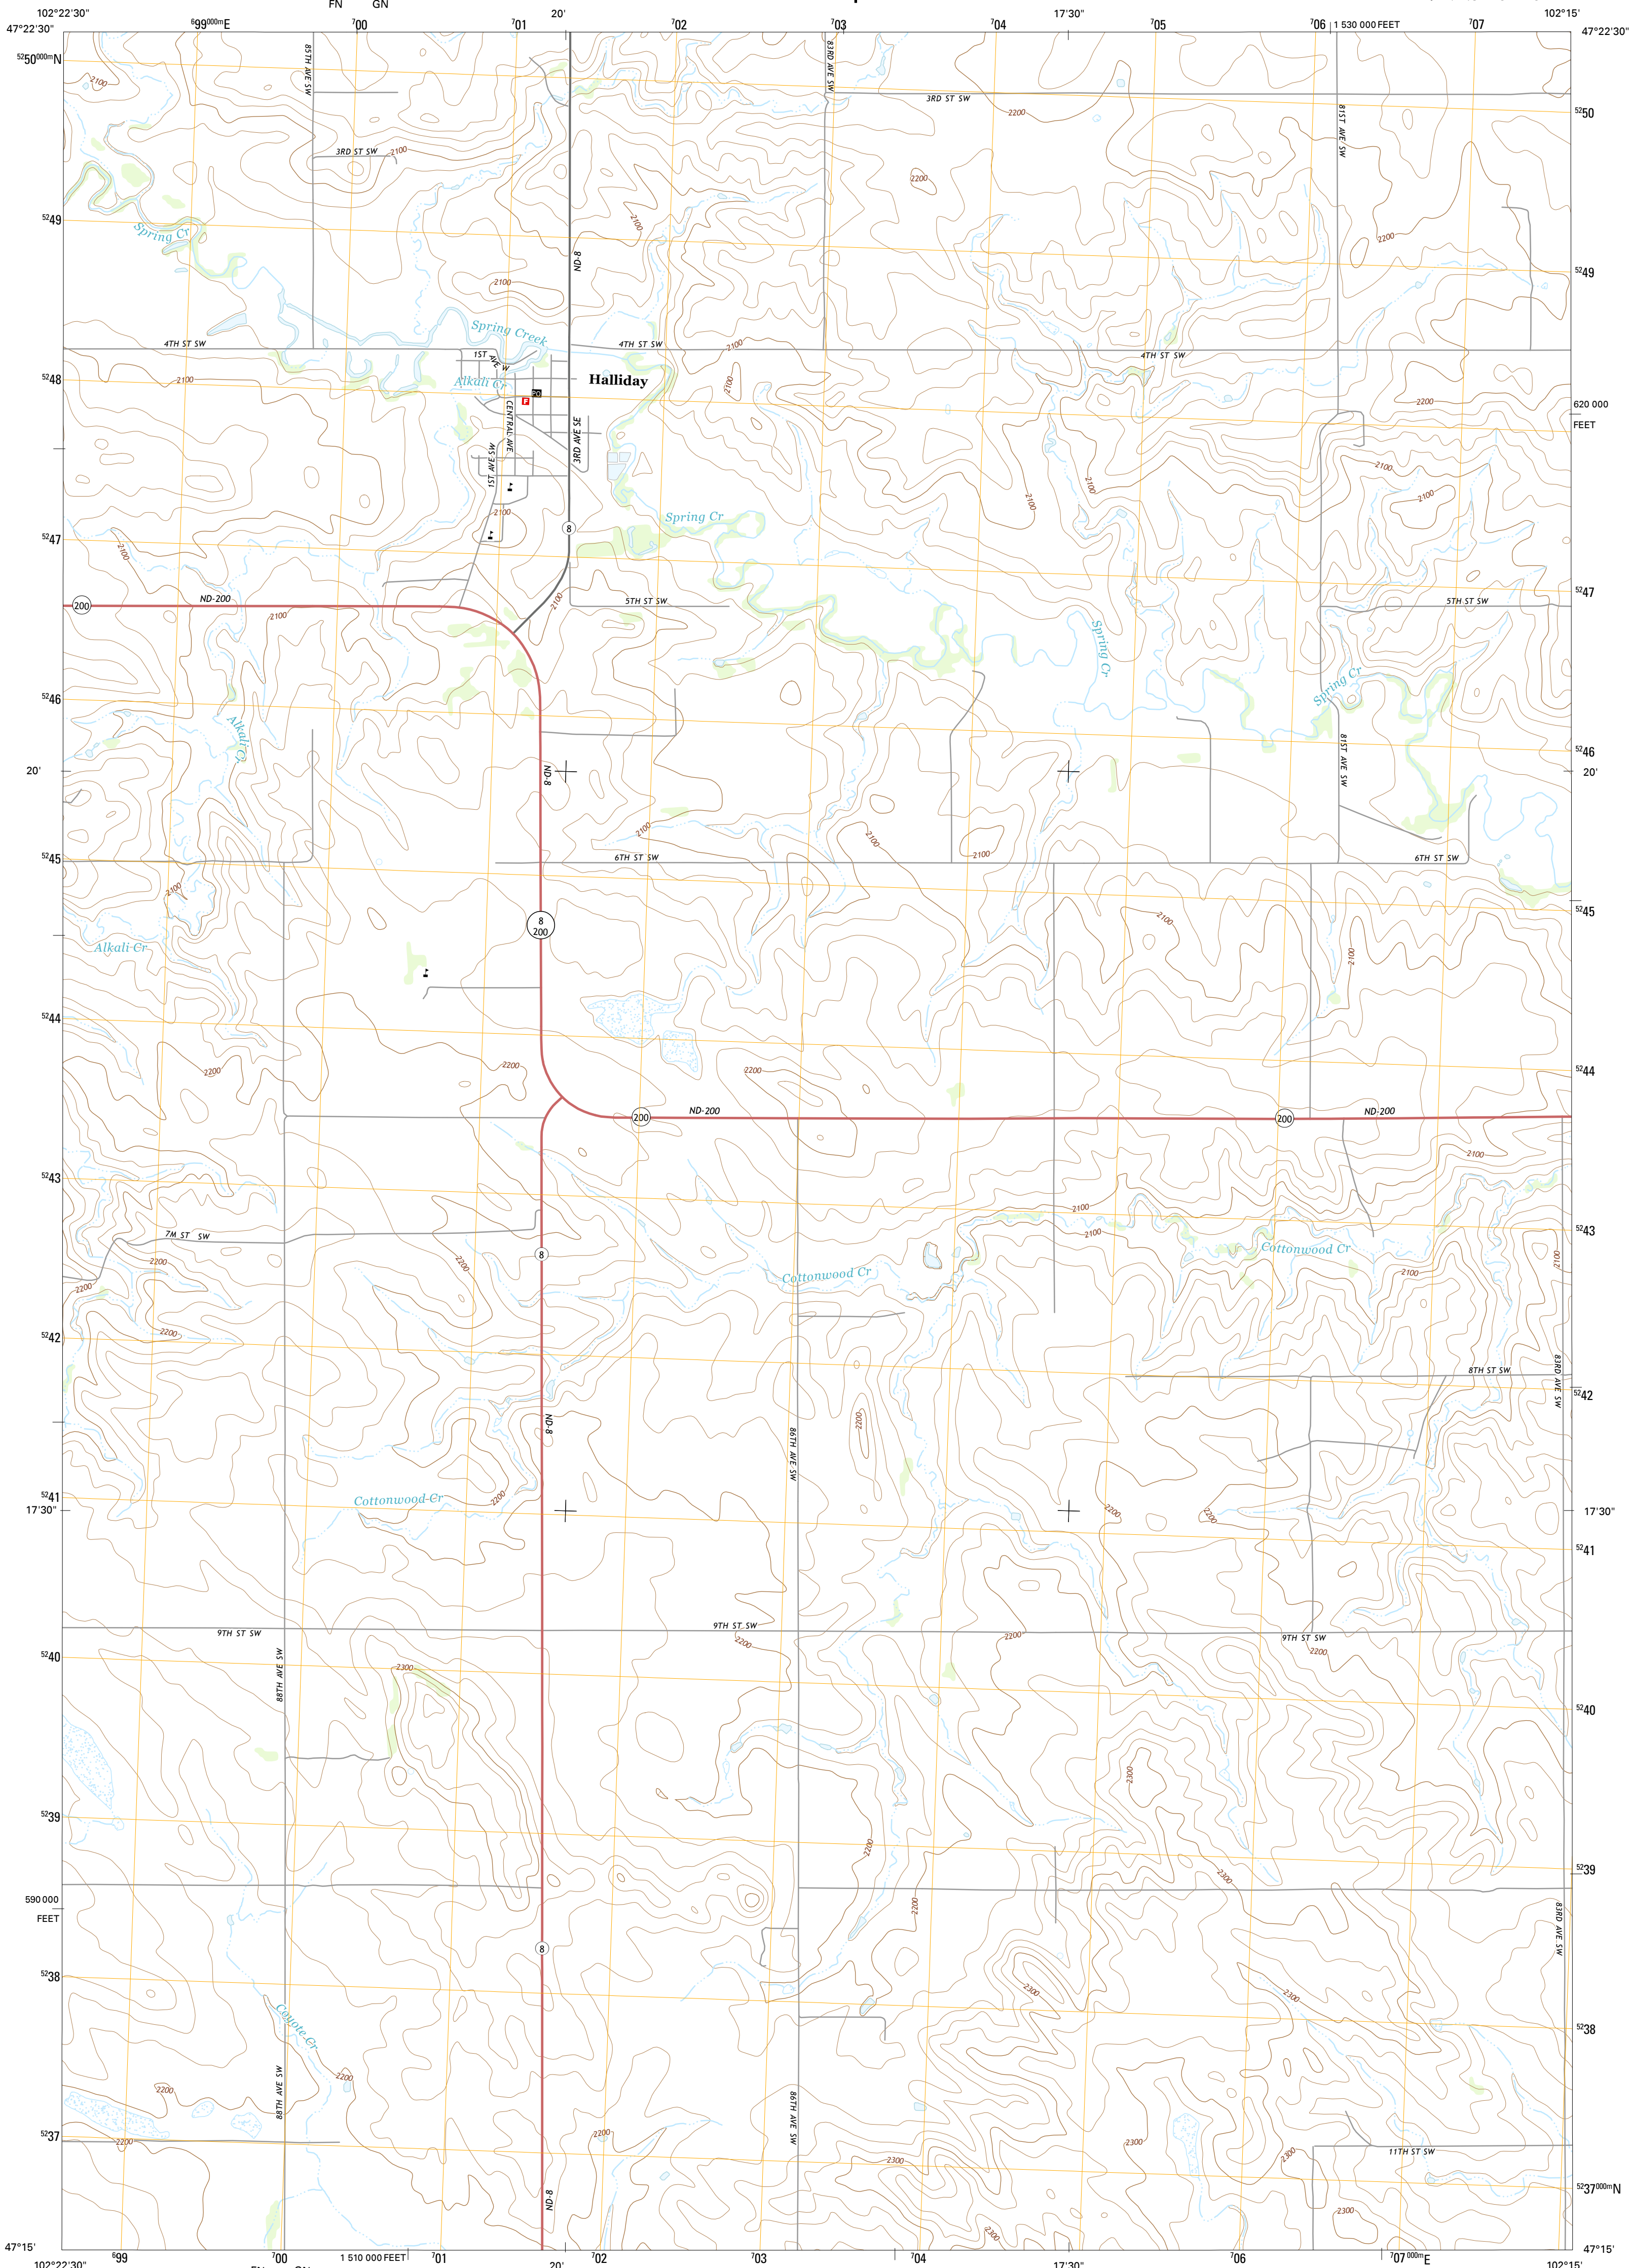 FN GN
102°22'30"
⁶99⁰⁰⁰ᵐE
⁷00
⁷01
20'
⁷02
⁷03
⁷04
17'30"
⁷05
⁷06
1 530 000 FEET
⁷07
102°15'
47°22'30"
47°22'30"
⁵²50⁰⁰⁰ᵐN
2100
85TH AVE SW
83RD AVE SW
3RD ST SW
2200
81ST AVE SW
⁵²50
3RD ST SW
2100
2200
⁵²49
Spring Cr
2100
ND-8
2200
⁵²49
2100
Spring Creek
4TH ST SW
1ST AVE W
4TH ST SW
2100
4TH ST SW
⁵²48
2100
Alkali Cr
Halliday
PO
F
2100
2200
620 000
FEET
CENTRAL AVE
3RD AVE SE
1ST AVE SW
2100
2100
2100
2100
2100
Spring Cr
8
⁵²47
2100
⁵²47
200
ND-200
2100
2100
5TH ST SW
5TH ST SW
Spring Cr
Spring Cr
⁵²46
Alkali Cr
81ST AVE SW
⁵²46
20'
ND-8
20'
2100
2100
2100
⁵²45
6TH ST SW
6TH ST SW
2100
8
200
2100
⁵²45
Alkali Cr
2100
⁵²44
2200
2200
2200
⁵²44
200
ND-200
200
ND-200
2100
⁵²43
2100
2100
⁵²43
7M ST SW
2200
2200
8
Cottonwood Cr
Cottonwood Cr
2100
2100
2200
⁵²42
2200
8TH ST SW
83RD AVE SW
⁵²42
ND-8
86TH AVE SW
2200
⁵²41
17'30"
Cottonwood Cr
2200
2200
2200
17'30"
⁵²41
9TH ST SW
9TH ST SW
2200
2200
9TH ST SW
2200
⁵²40
88TH AVE SW
2300
⁵²40
2300
⁵²39
2200
2300
⁵²39
590 000
FEET
2200
83RD AVE SW
8
⁵²38
2300
2300
Coyote Cr
⁵²38
2200
2200
88TH AVE SW
86TH AVE SW
⁵²37
2200
2200
2300
2300
2300
11TH ST SW
⁵²37⁰⁰⁰ᵐN
ND-8
2300
2300
47°15'
47°15'
102°22'30"
⁶99
⁷00
1 510 000 FEET
⁷01
20'
⁷02
⁷03
⁷04
17'30"
⁷06
⁷07⁰⁰⁰ᵐE
102°15'